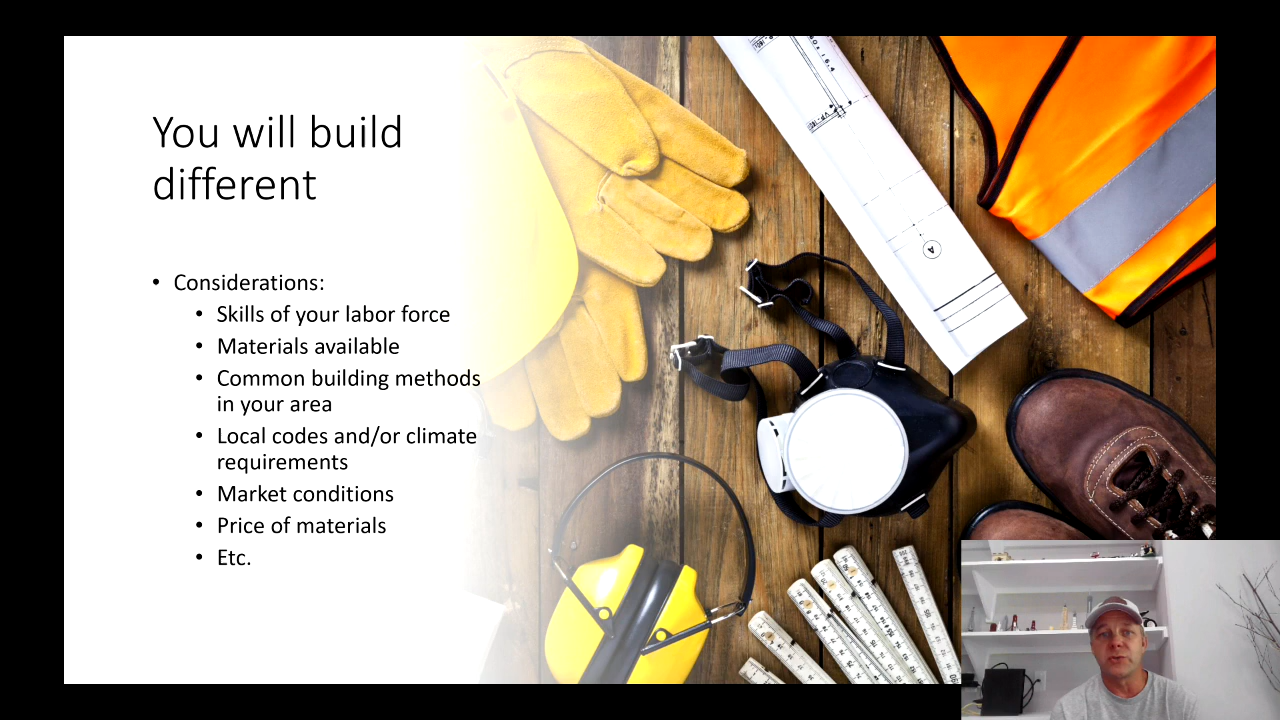 You will build
different
• Considerations:
• Skills of your labor force
• Materials available
• Common building methods
in your area
• Local codes and/or climate
requirements
• Market conditions
• Price of materials
• Etc.
A